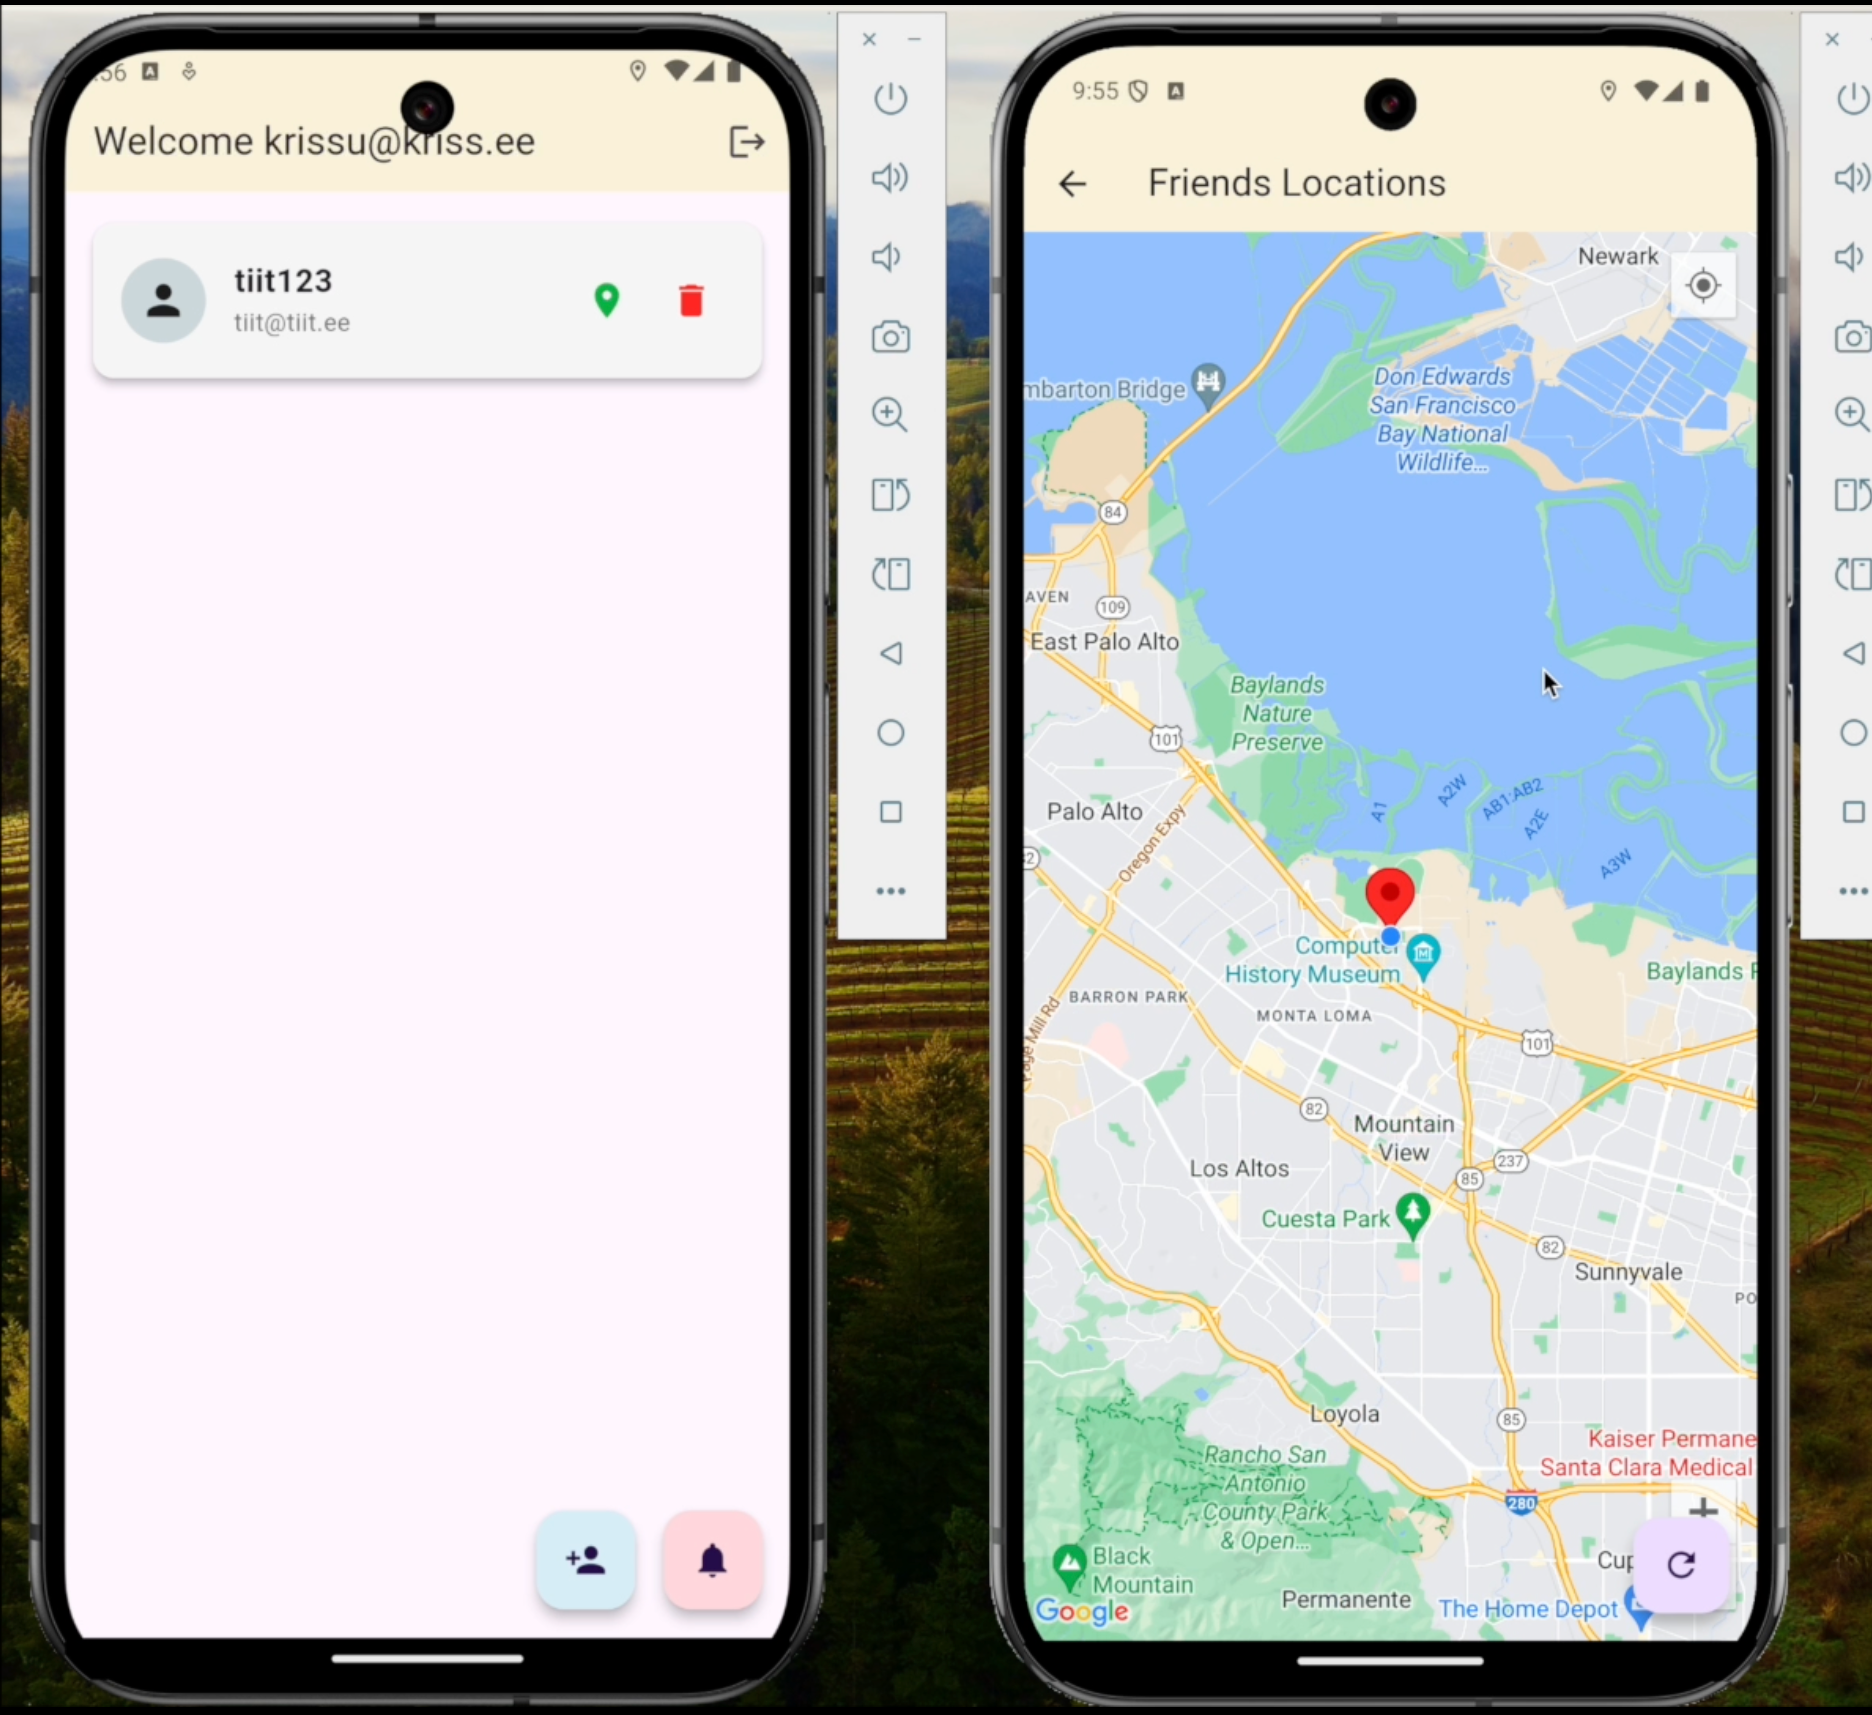 :56
Welcome krissu@kriss.ee
tiit123
tiit@tiit.ee
9:55
Friends Locations
Newark
mbarton Bridge
Don Edwards
San Francisco
Bay National
Wildlife...
84
AVEN
109
East Palo Alto
Baylands
Nature
Preserve
101
Palo Alto
Oregon Expy
A1
A2W
AB1:AB2
A2E
A3W
82
Computer
History Museum
Baylands P
BARRON PARK
MONTA LOMA
Page Mill Rd
101
82
Mountain
View
237
Los Altos
85
Cuesta Park
82
Sunnyvale
PO
Loyola
85
Kaiser Permane
Santa Clara Medical
Rancho San
Antonio
County Park
& Open...
280
Black
Mountain
Cup
Permanente
The Home Depot
Google